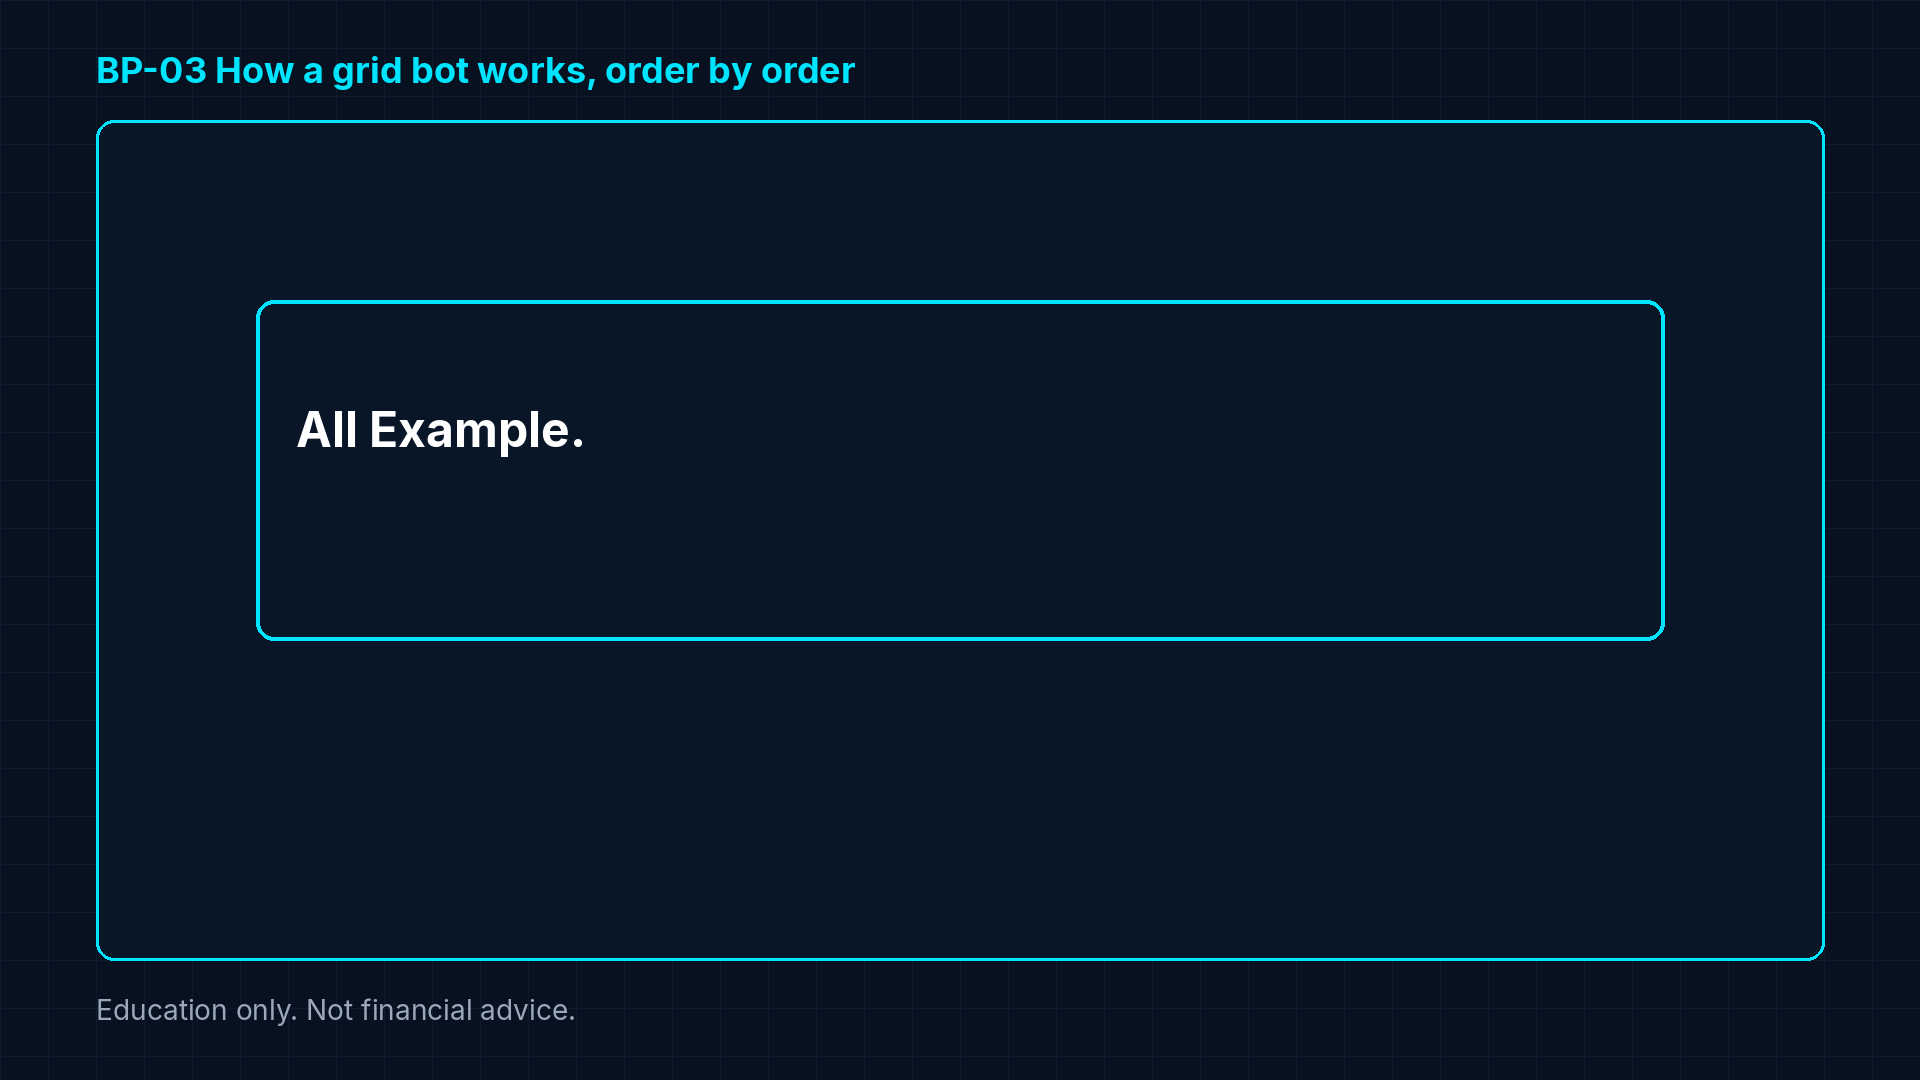 BP-03 How a grid bot works, order by order
All Example.
Education only. Not financial advice.